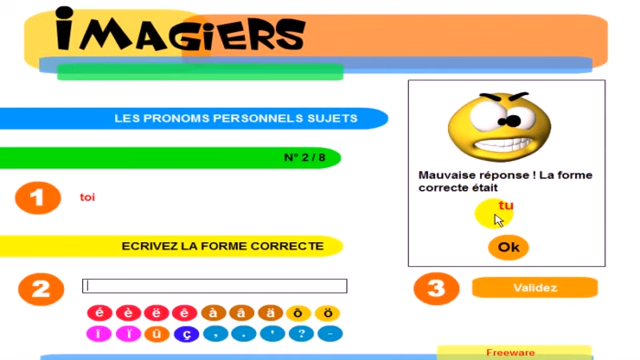 iMAGiERS
LES PRONOMS PERSONNELS SUJETS
N° 2 / 8
1
toi
Mauvaise réponse ! La forme
correcte était
tu
Ok
ECRIVEZ LA FORME CORRECTE
2
3
Validez
ç
?
-
Freeware